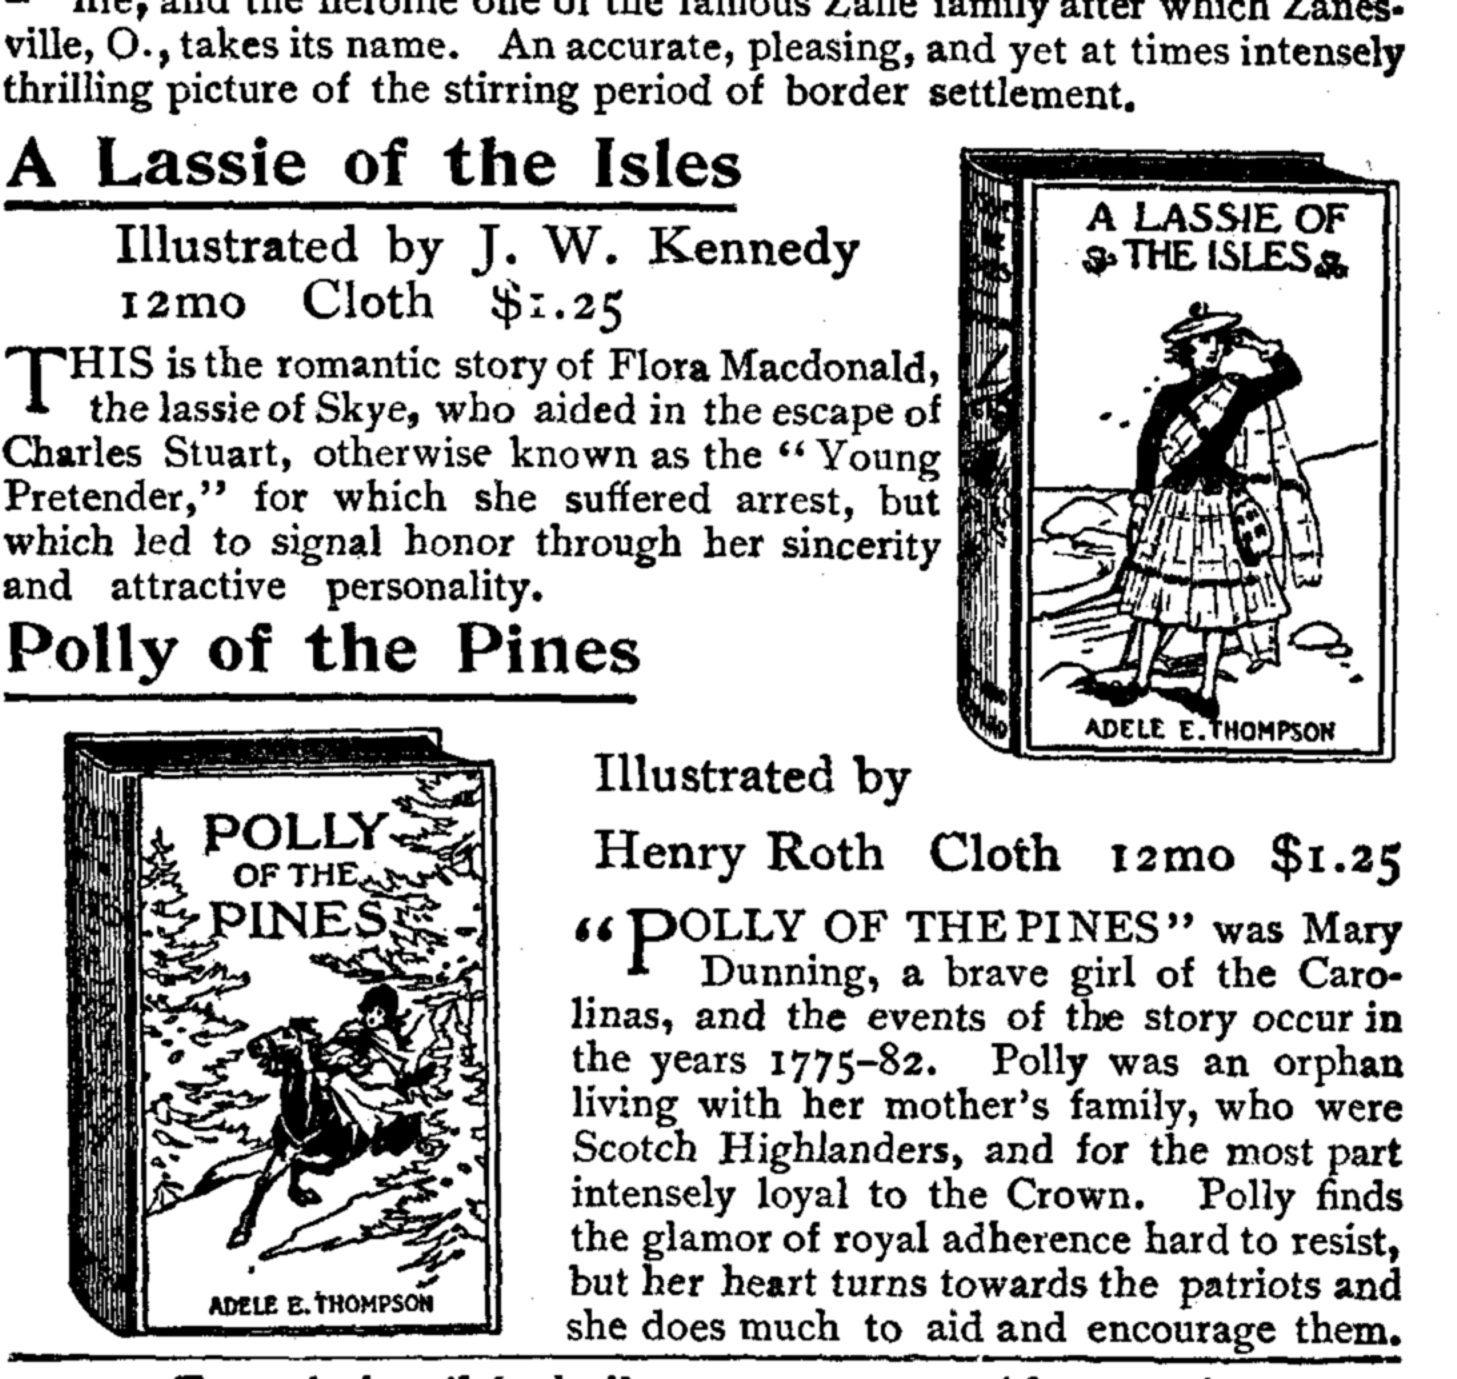 life, and the heroine one of the famous Zane family after which Zanes-
ville, O., takes its name. An accurate, pleasing, and yet at times intensely
thrilling picture of the stirring period of border settlement.
A Lassie of the Isles
Illustrated by J. W. Kennedy
12mo Cloth $1.25
THIS is the romantic story of Flora Macdonald,
the lassie of Skye, who aided in the escape of
Charles Stuart, otherwise known as the “Young
Pretender,” for which she suffered arrest, but
which led to signal honor through her sincerity
and attractive personality.
A LASSIE OF
THE ISLES
ADELE E. THOMPSON
Polly of the Pines
POLLY
OF THE
PINES
ADELE E. THOMPSON
Illustrated by
Henry Roth Cloth 12mo $1.25
“POLLY OF THE PINES” was Mary
Dunning, a brave girl of the Caro-
linas, and the events of the story occur in
the years 1775–82. Polly was an orphan
living with her mother's family, who were
Scotch Highlanders, and for the most part
intensely loyal to the Crown. Polly finds
the glamor of royal adherence hard to resist,
but her heart turns towards the patriots and
she does much to aid and encourage them.